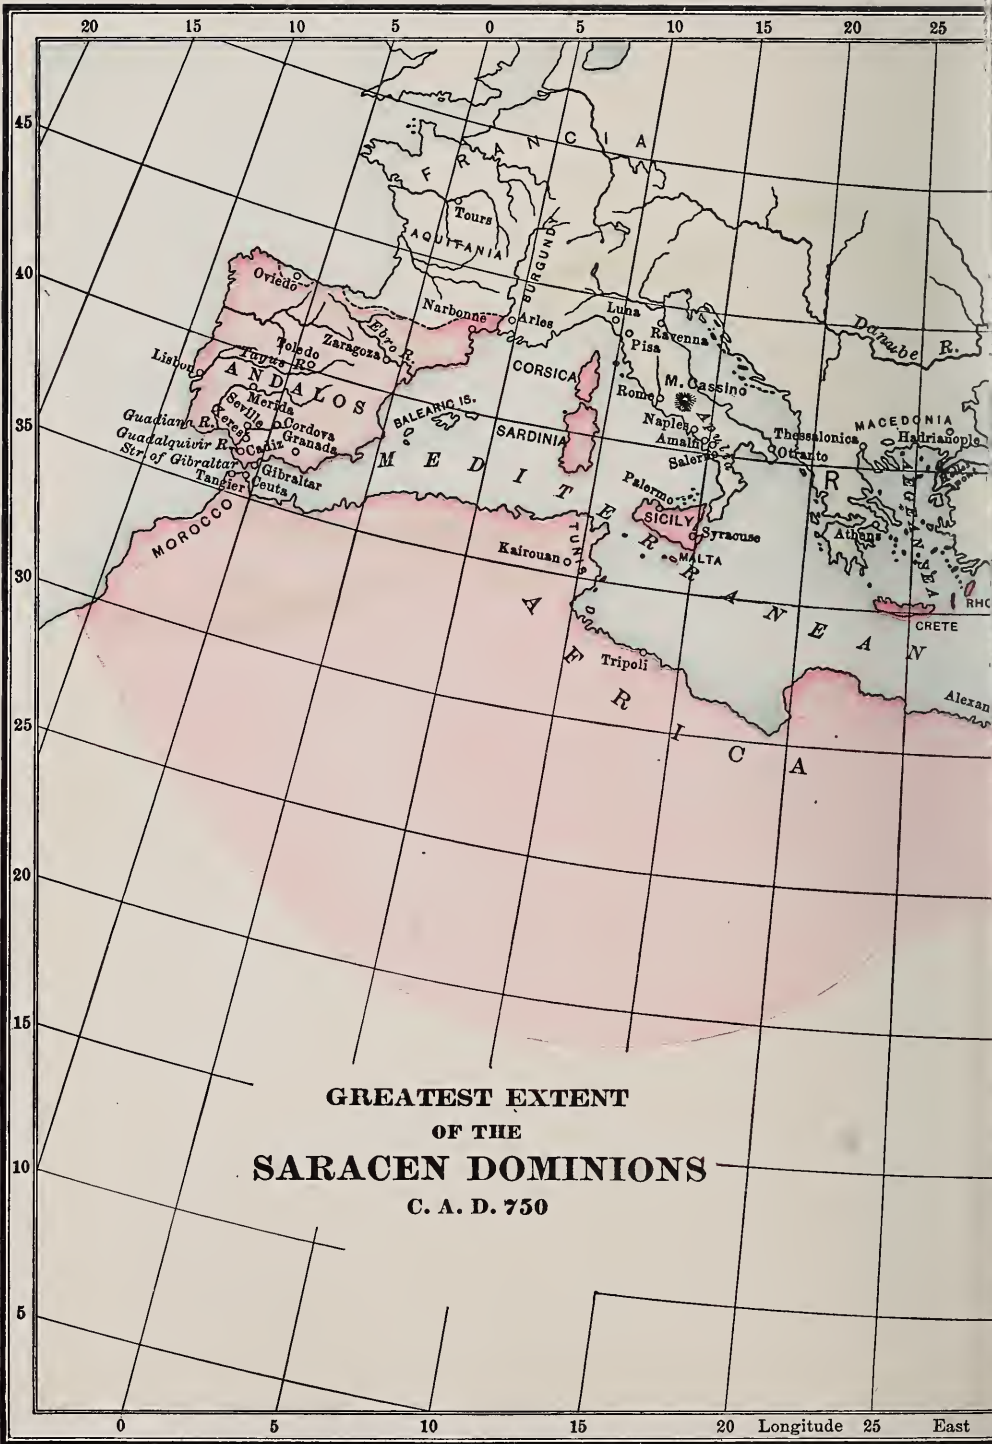 20 15 10 5 0 5 10 15 20 25
45
40
35
30
25
20
15
10
5
FRANCIA
Tours
AQUITANIA
BURGUNDY
Oviedo
Narbonne
Arles
Luna
Ravenna
Pisa
Danube R.
Ebro R.
Zaragoza
Toledo
Tagus R.
Lisbon
ANDALOS
Merida
Seville
Xeres
Cordova
Granada
Cadiz
Guadiana R.
Guadalquivir R.
Str. of Gibraltar
Gibraltar
Tangier
Ceuta
MOROCCO
BALEARIC IS.
CORSICA
SARDINIA
Rome
M. Cassino
Apulia
Naples
Amalfi
Salerno
Otranto
Thessalonica
MACEDONIA
Hadrianople
R
AEGEAN SEA
Athens
Palermo
SICILY
Syracuse
MALTA
MEDITERRANEAN
TUNIS
Kairouan
CRETE
RHO
Tripoli
Alexan
AFRICA
GREATEST EXTENT
OF THE
SARACEN DOMINIONS
C. A. D. 750
0 5 10 15 20 Longitude 25 East